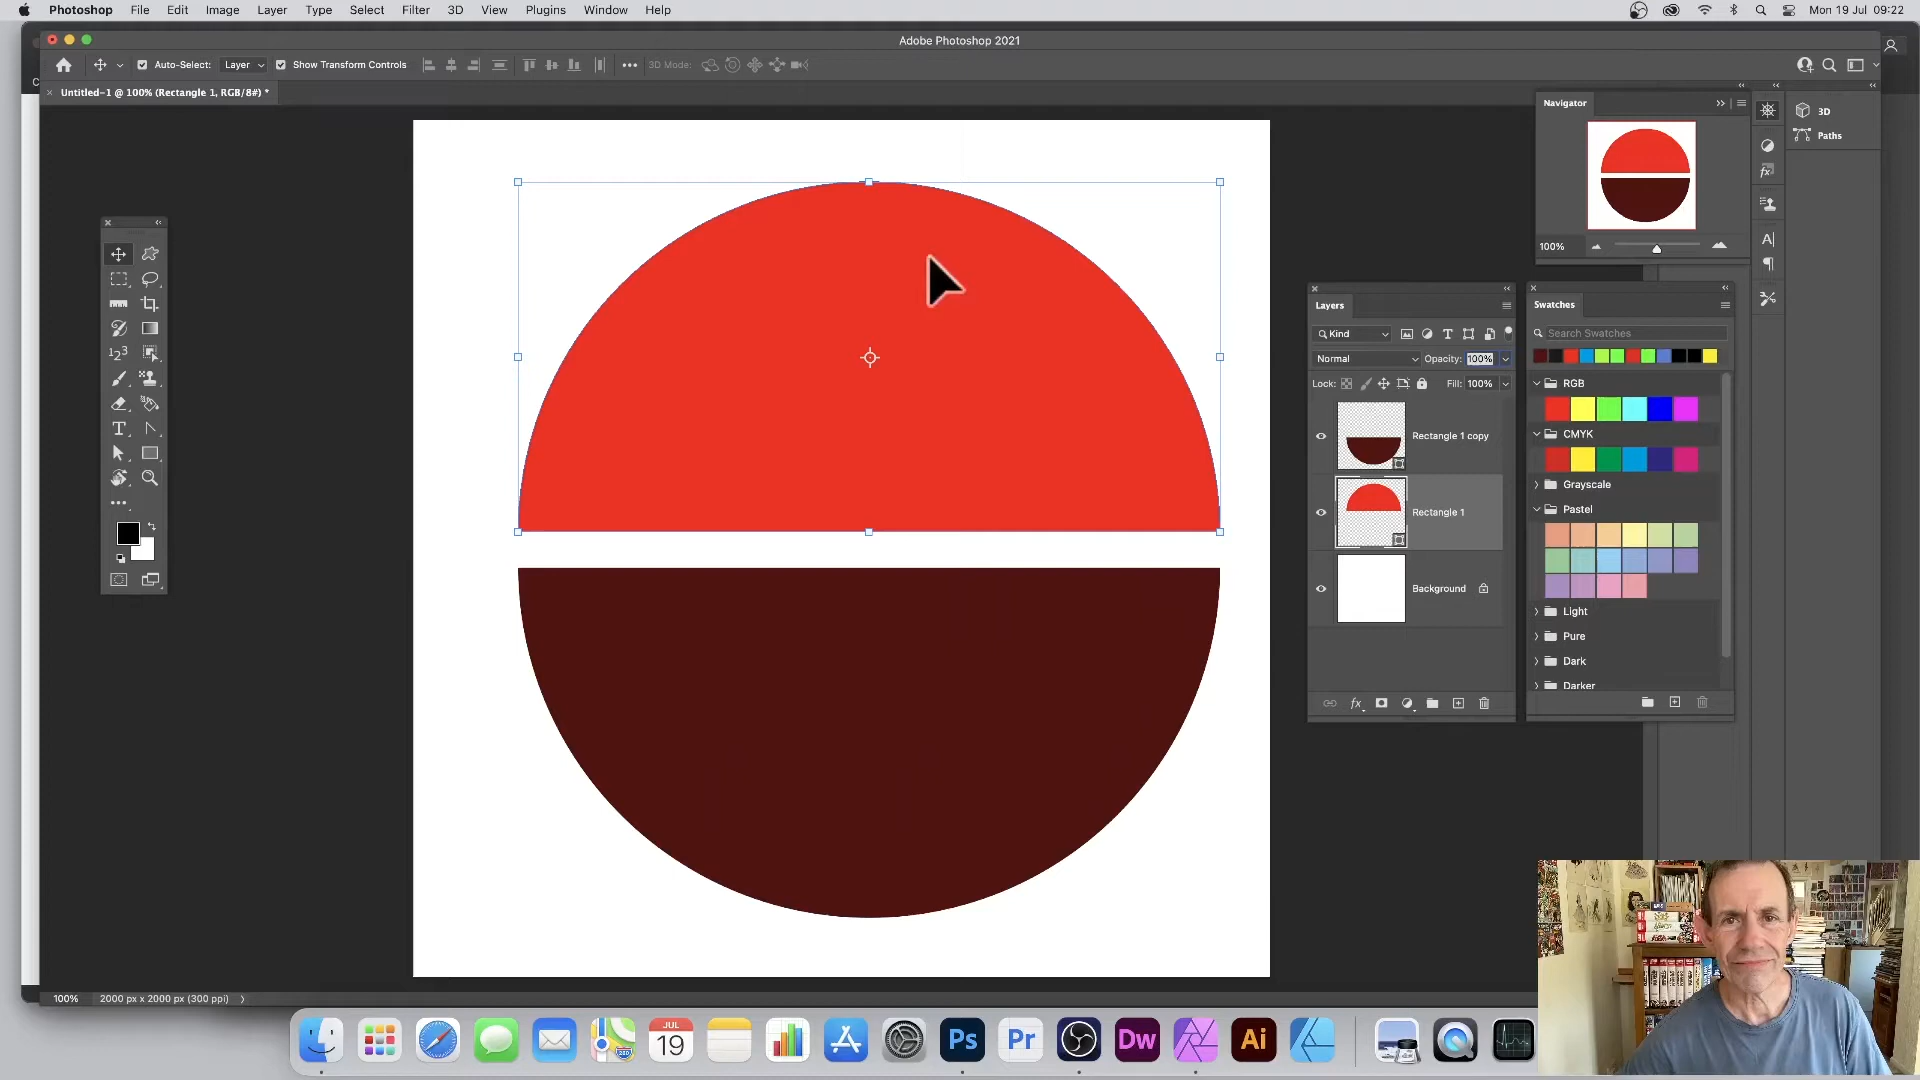 Photoshop File Edit Image Layer Type Select Filter 3D View Plugins Window Help Mon 19 Jul 09:22
Adobe Photoshop 2021
Auto-Select: Layer Show Transform Controls 3D Mode:
Untitled-1 @ 100% (Rectangle 1, RGB/8#) *
Navigator
3D
Paths
100%
Layers
Kind
Normal Opacity: 100%
Lock: Fill: 100%
Rectangle 1 copy
Rectangle 1
Background
Swatches
Search Swatches
RGB
CMYK
Grayscale
Pastel
Light
Pure
Dark
Darker
100% 2000 px x 2000 px (300 ppi)
JUL
19
Ps
Pr
Dw
Ai